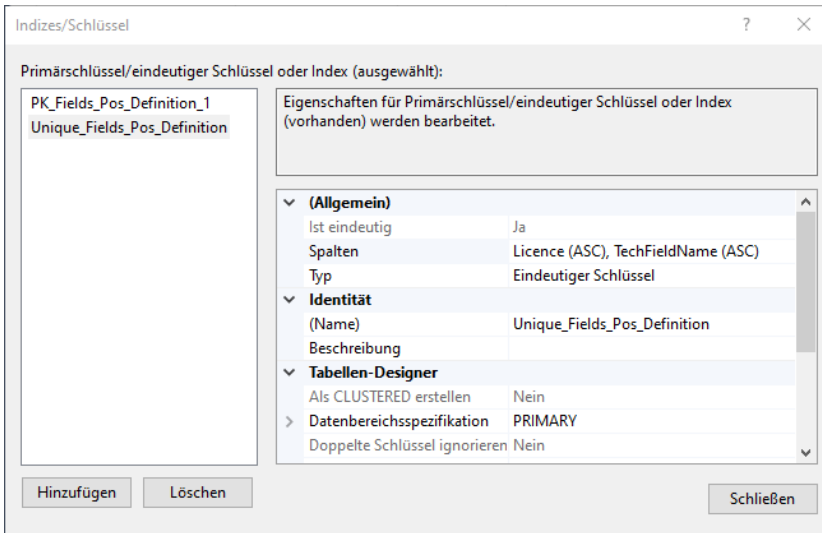 Indizes/Schlüssel
Primärschlüssel/eindeutiger Schlüssel oder Index (ausgewählt):
PK_Fields_Pos_Definition_1
Unique_Fields_Pos_Definition
Eigenschaften für Primärschlüssel/eindeutiger Schlüssel oder Index
(vorhanden) werden bearbeitet.
(Allgemein)
Ist eindeutig Ja
Spalten Licence (ASC), TechFieldName (ASC)
Typ Eindeutiger Schlüssel
Identität
(Name) Unique_Fields_Pos_Definition
Beschreibung
Tabellen-Designer
Als CLUSTERED erstellen Nein
Datenbereichsspezifikation PRIMARY
Doppelte Schlüssel ignorieren Nein
Hinzufügen Löschen
Schließen